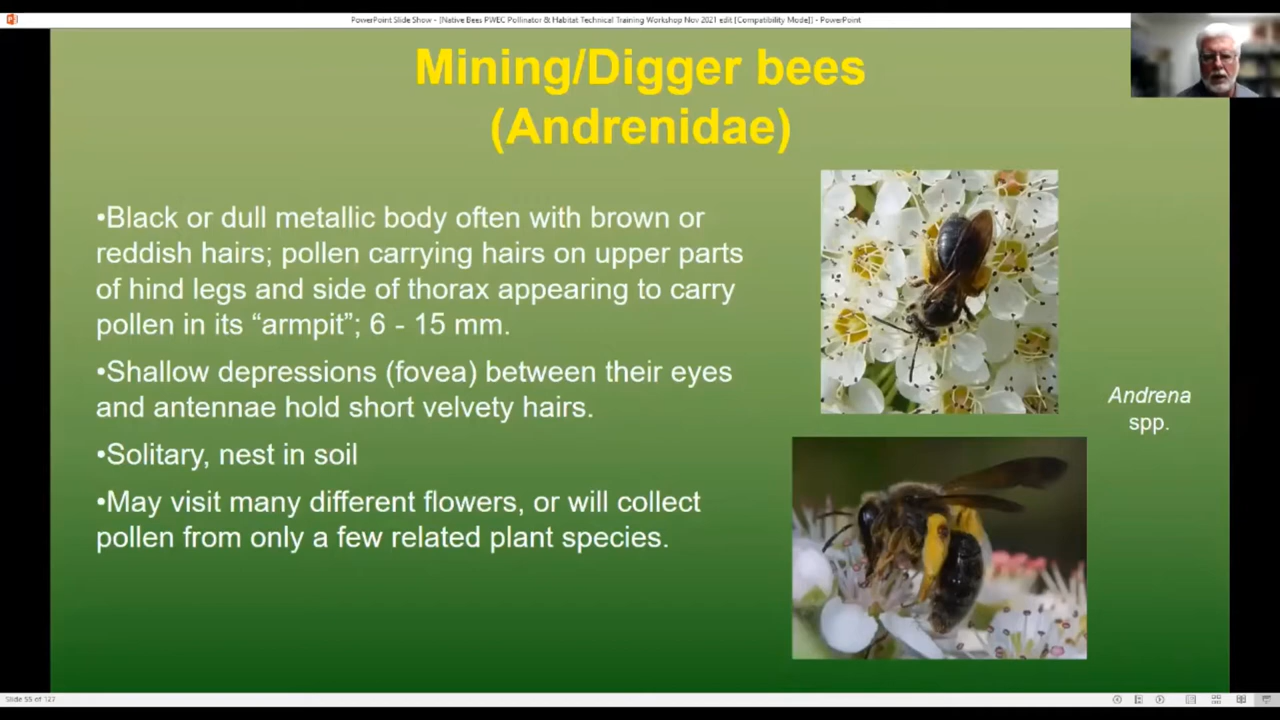 PowerPoint Slide Show - [Native Bees PWEC Pollinator & Habitat Technical Training Workshop Nov 2021 edit [Compatibility Mode]] - PowerPoint
Mining/Digger bees
(Andrenidae)
•Black or dull metallic body often with brown or
reddish hairs; pollen carrying hairs on upper parts
of hind legs and side of thorax appearing to carry
pollen in its “armpit”; 6 - 15 mm.
•Shallow depressions (fovea) between their eyes
and antennae hold short velvety hairs.
•Solitary, nest in soil
•May visit many different flowers, or will collect
pollen from only a few related plant species.
Andrena
spp.
Slide 55 of 127